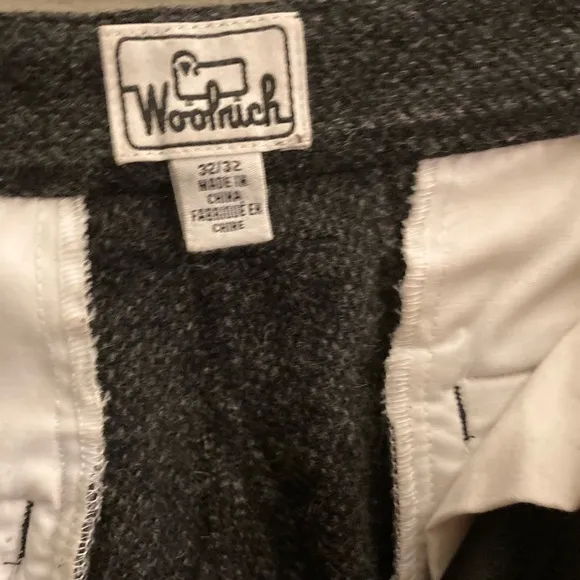 Woolrich
32/32
MADE IN
CHINA
FABRIQUÉ EN
CHINE